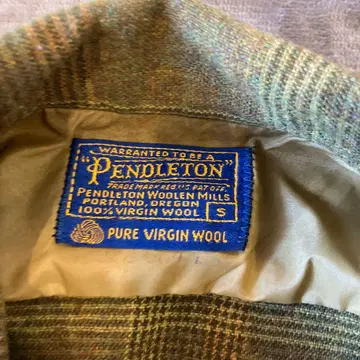 WARRANTED TO BE A
"PENDLETON"
TRADE MARK REG. U.S. PAT. OFF.
PENDLETON WOOLEN MILLS
PORTLAND, OREGON
100% VIRGIN WOOL
S
PURE VIRGIN WOOL